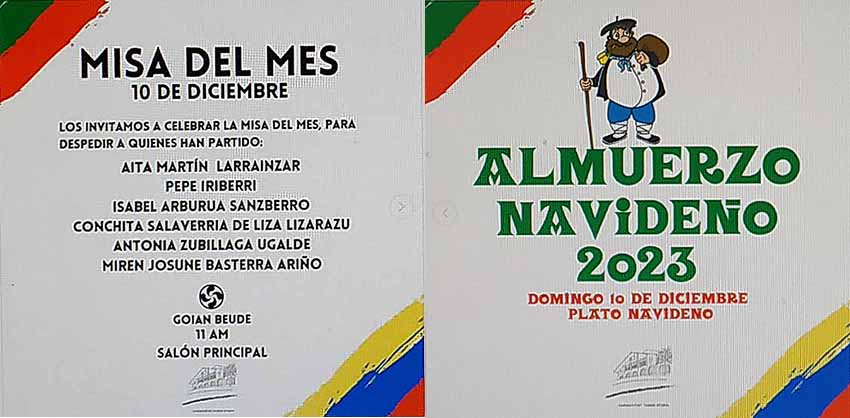 MISA DEL MES
10 DE DICIEMBRE
LOS INVITAMOS A CELEBRAR LA MISA DEL MES, PARA
DESPEDIR A QUIENES HAN PARTIDO:
AITA MARTÍN LARRAINZAR
PEPE IRIBERRI
ISABEL ARBURUA SANZBERRO
CONCHITA SALAVERRIA DE LIZA LIZARAZU
ANTONIA ZUBILLAGA UGALDE
MIREN JOSUNE BASTERRA ARIÑO
GOIAN BEUDE
11 AM
SALÓN PRINCIPAL
ALMUERZO
NAVIDEÑO
2023
DOMINGO 10 DE DICIEMBRE
PLATO NAVIDENO